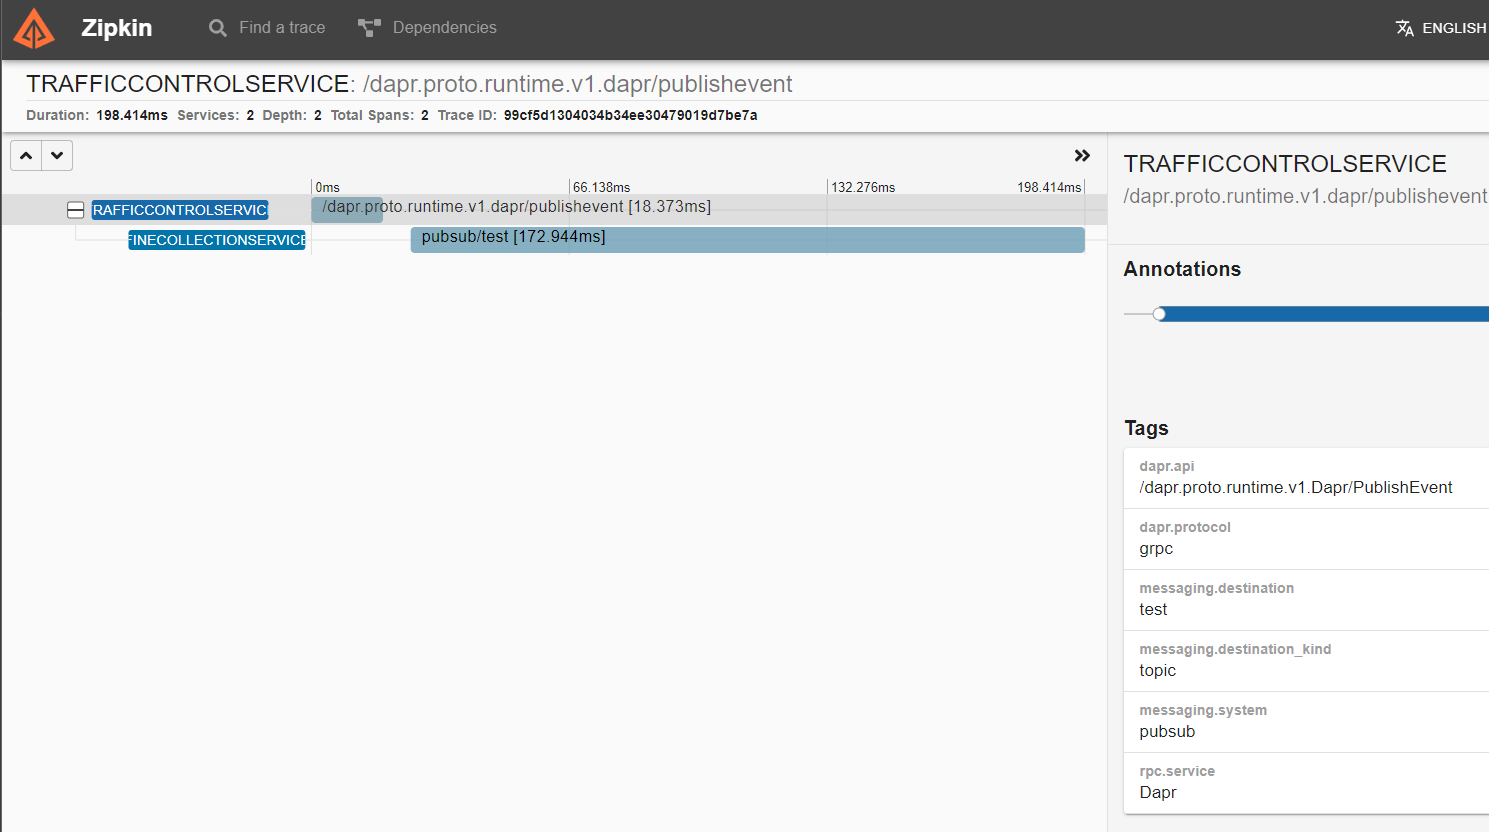 Zipkin Find a trace Dependencies ENGLISH
TRAFFICCONTROLSERVICE: /dapr.proto.runtime.v1.dapr/publishevent
Duration: 198.414ms Services: 2 Depth: 2 Total Spans: 2 Trace ID: 99cf5d1304034b34ee30479019d7be7a
0ms 66.138ms 132.276ms 198.414ms
RAFFICCONTROLSERVIC /dapr.proto.runtime.v1.dapr/publishevent [18.373ms]
FINECOLLECTIONSERVICE pubsub/test [172.944ms]
TRAFFICCONTROLSERVICE
/dapr.proto.runtime.v1.dapr/publishevent
Annotations
Tags
dapr.api
/dapr.proto.runtime.v1.Dapr/PublishEvent
dapr.protocol
grpc
messaging.destination
test
messaging.destination_kind
topic
messaging.system
pubsub
rpc.service
Dapr